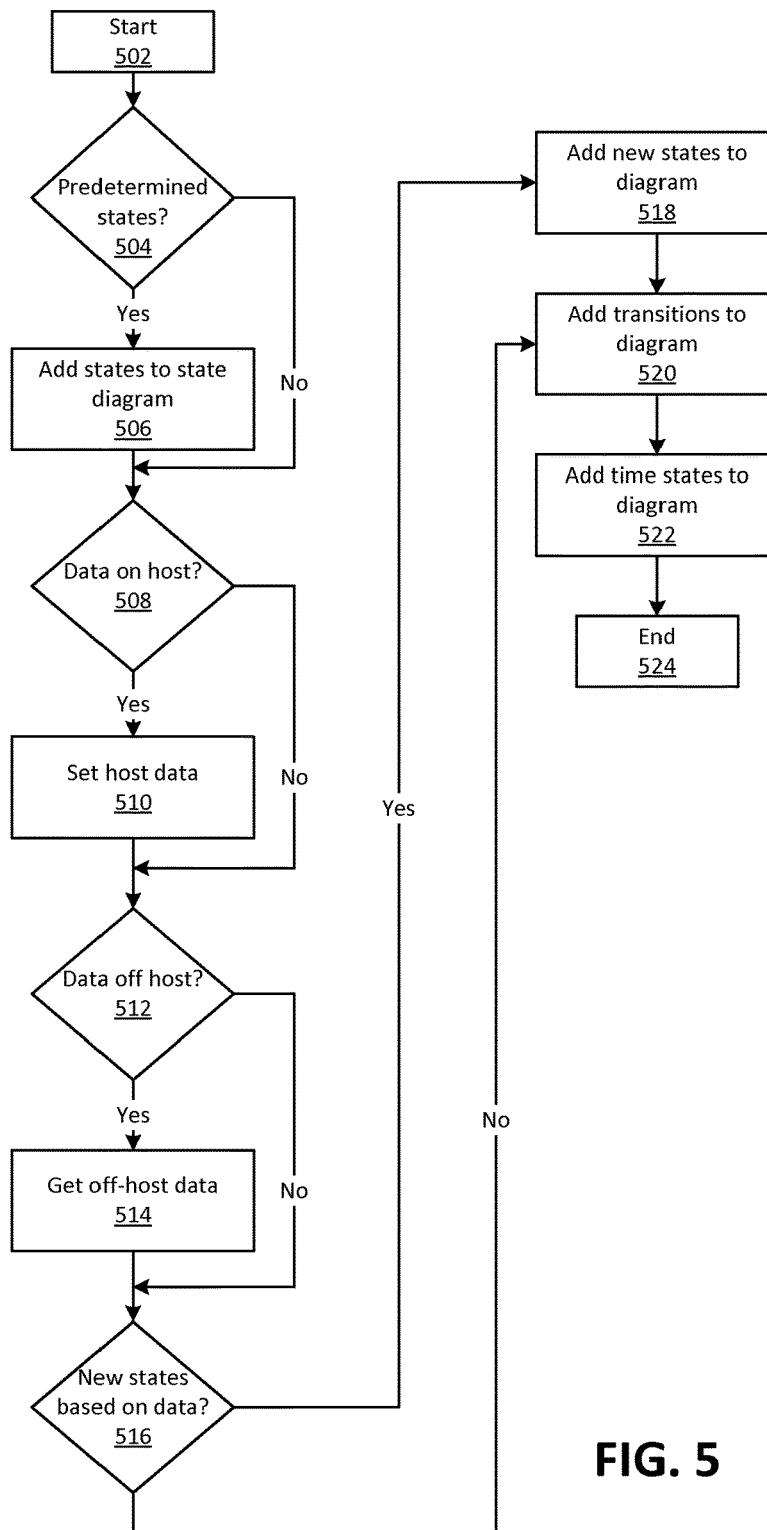 Start
502
Predetermined
states?
504
Yes
No
Add states to state
diagram
506
Data on host?
508
Yes
No
Set host data
510
Data off host?
512
Yes
No
Get off-host data
514
New states
based on data?
516
Yes
No
Add new states to
diagram
518
Add transitions to
diagram
520
Add time states to
diagram
522
End
524
FIG. 5